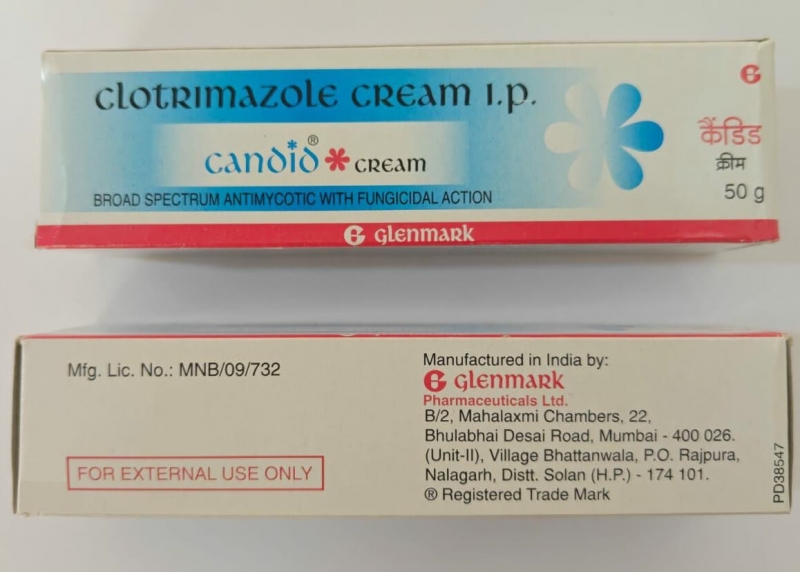 Clotrimazole Cream I.P.
Candid® cream
BROAD SPECTRUM ANTIMYCOTIC WITH FUNGICIDAL ACTION
G
कैंडिड
क्रीम
50 g
G glenmark
Mfg. Lic. No.: MNB/09/732
FOR EXTERNAL USE ONLY
Manufactured in India by:
G glenmark
Pharmaceuticals Ltd.
B/2, Mahalaxmi Chambers, 22,
Bhulabhai Desai Road, Mumbai - 400 026.
(Unit-II), Village Bhattanwala, P.O. Rajpura,
Nalagarh, Distt. Solan (H.P.) - 174 101.
® Registered Trade Mark
PD38547